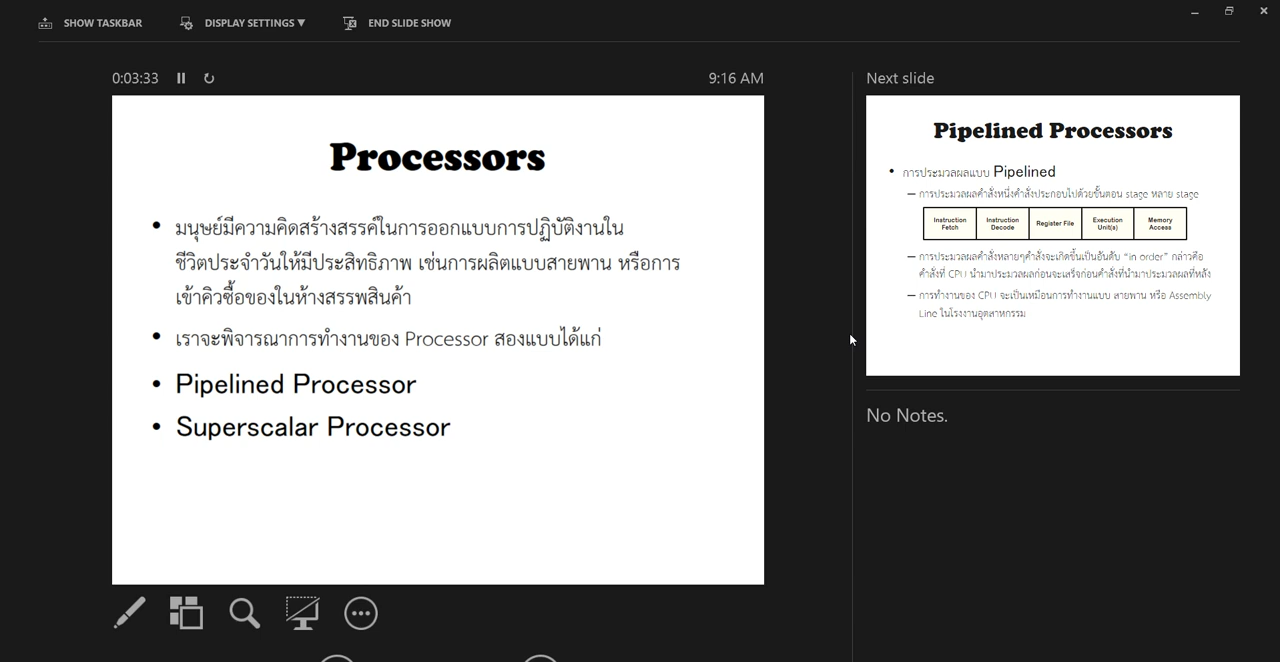 SHOW TASKBAR
DISPLAY SETTINGS ▼
END SLIDE SHOW
0:03:33
9:16 AM
Processors
• มนุษย์มีความคิดสร้างสรรค์ในการออกแบบการปฏิบัติงานใน
ชีวิตประจำวันให้มีประสิทธิภาพ เช่นการผลิตแบบสายพาน หรือการ
เข้าคิวซื้อของในห้างสรรพสินค้า
• เราจะพิจารณาการทำงานของ Processor สองแบบได้แก่
• Pipelined Processor
• Superscalar Processor
Next slide
Pipelined Processors
• การประมวลผลแบบ Pipelined
– การประมวลผลคำสั่งหนึ่งคำสั่งประกอบไปด้วยขั้นตอน stage หลาย stage
Instruction Fetch
Instruction Decode
Register File
Execution Unit(s)
Memory Access
– การประมวลผลคำสั่งหลายๆคำสั่งจะเกิดขึ้นเป็นอันดับ “in order” กล่าวคือ
คำสั่งที่ CPU นำมาประมวลผลก่อนจะเสร็จก่อนคำสั่งที่นำมาประมวลผลทีหลัง
– การทำงานของ CPU จะเป็นเหมือนการทำงานแบบ สายพาน หรือ Assembly
Line ในโรงงานอุตสาหกรรม
No Notes.